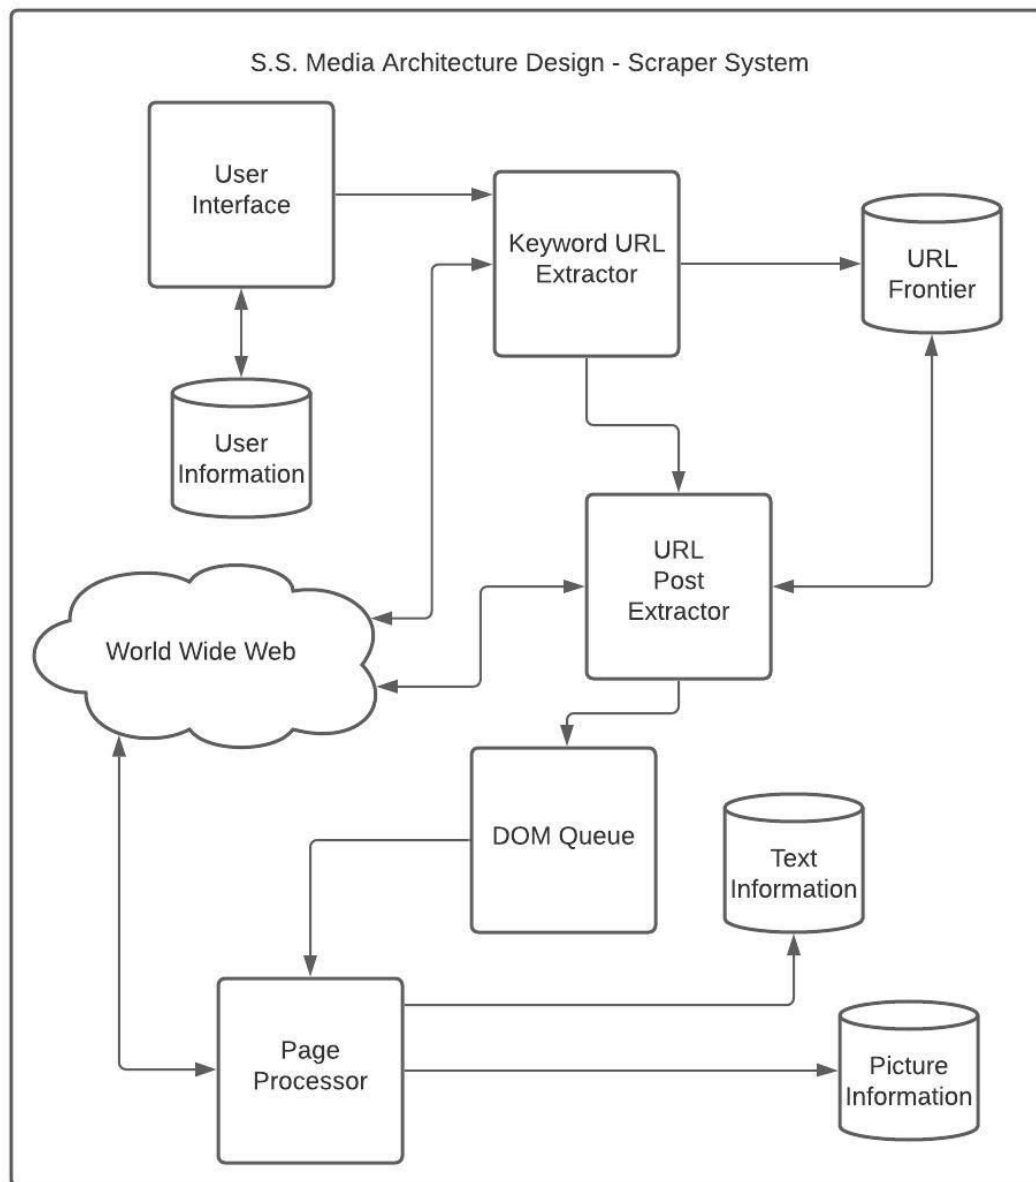 S.S. Media Architecture Design - Scraper System
User
Interface
Keyword URL
Extractor
URL
Frontier
User
Information
URL
Post
Extractor
World Wide Web
DOM Queue
Text
Information
Page
Processor
Picture
Information